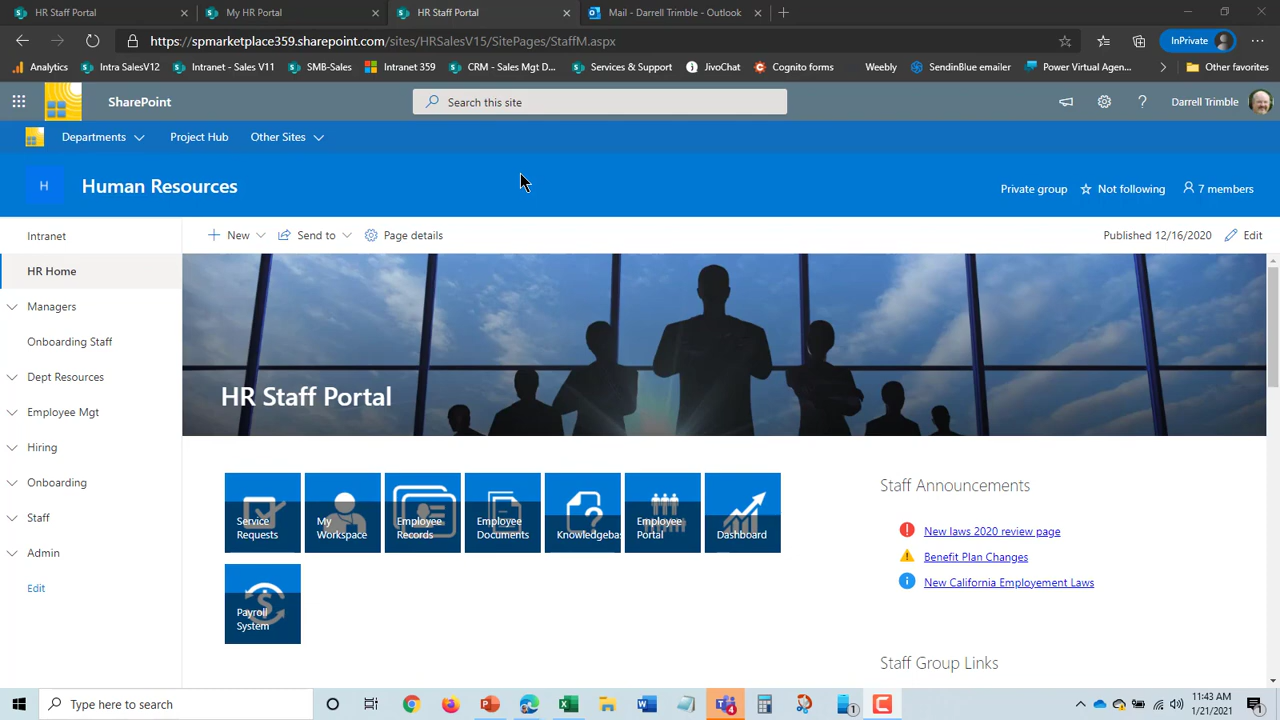 HR Portal
My HR Portal
HR Staff Portal
Mail - Darrell Trimble - Outlook
https://spmarketplace359.sharepoint.com/sites/HRSalesV15/SitePages/StaffM.aspx
InPrivate
Analytics
Intra SalesV12
Intranet - Sales V11
SMB-Sales
Intranet 359
CRM - Sales Mgt D...
Services & Support
JivoChat
Cognito forms
Weebly
SendinBlue emailer
Power Virtual Agen...
Other favorites
SharePoint
Search this site
Darrell Trimble
Departments
Project Hub
Other Sites
H
Human Resources
Private group
Not following
7 members
Intranet
New
Send to
Page details
Published 12/16/2020
Edit
HR Home
Managers
Onboarding Staff
Dept Resources
Employee Mgt
Hiring
Onboarding
Staff
Admin
Edit
HR Staff Portal
Service
Requests
My
Workspace
Employee
Records
Employee
Documents
Knowledgebas
Employee
Portal
Dashboard
Payroll
System
Staff Announcements
New laws 2020 review page
Benefit Plan Changes
New California Employement Laws
Staff Group Links
Type here to search
4
1
11:43 AM
1/21/2021
1